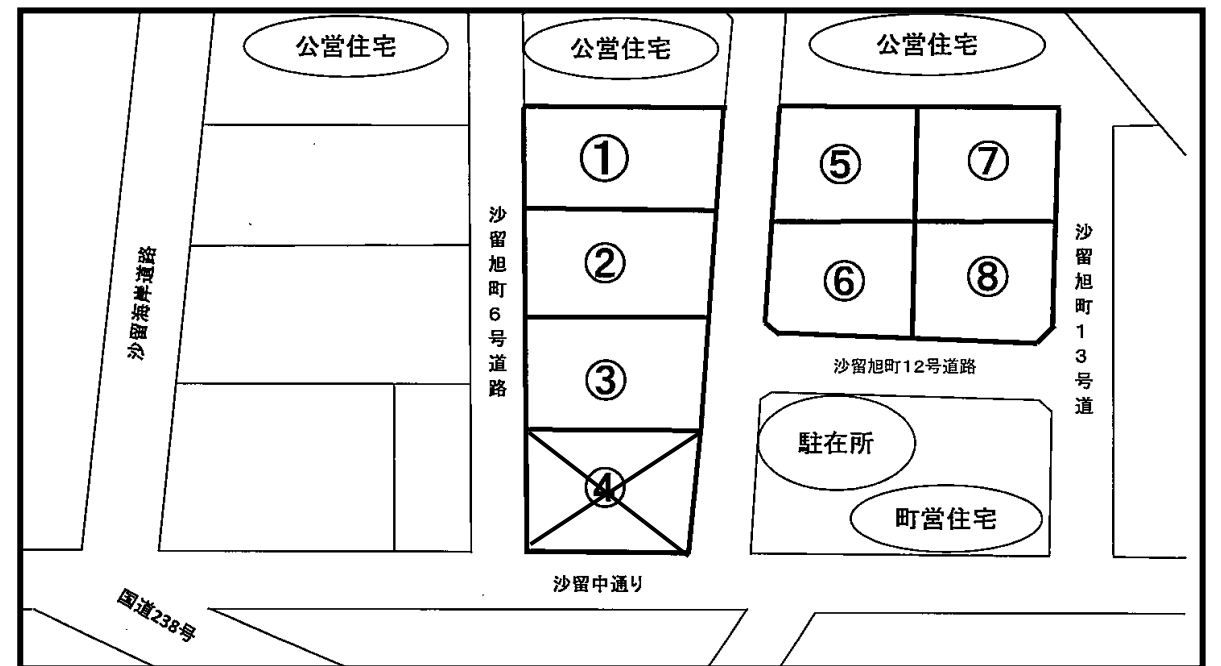 公営住宅
公営住宅
公営住宅
①
⑤
⑦
沙留旭町6号道路
沙留海岸道路
②
⑥
⑧
沙留旭町13号道
③
沙留旭町12号道路
駐在所
④
町営住宅
沙留中通り
国道238号